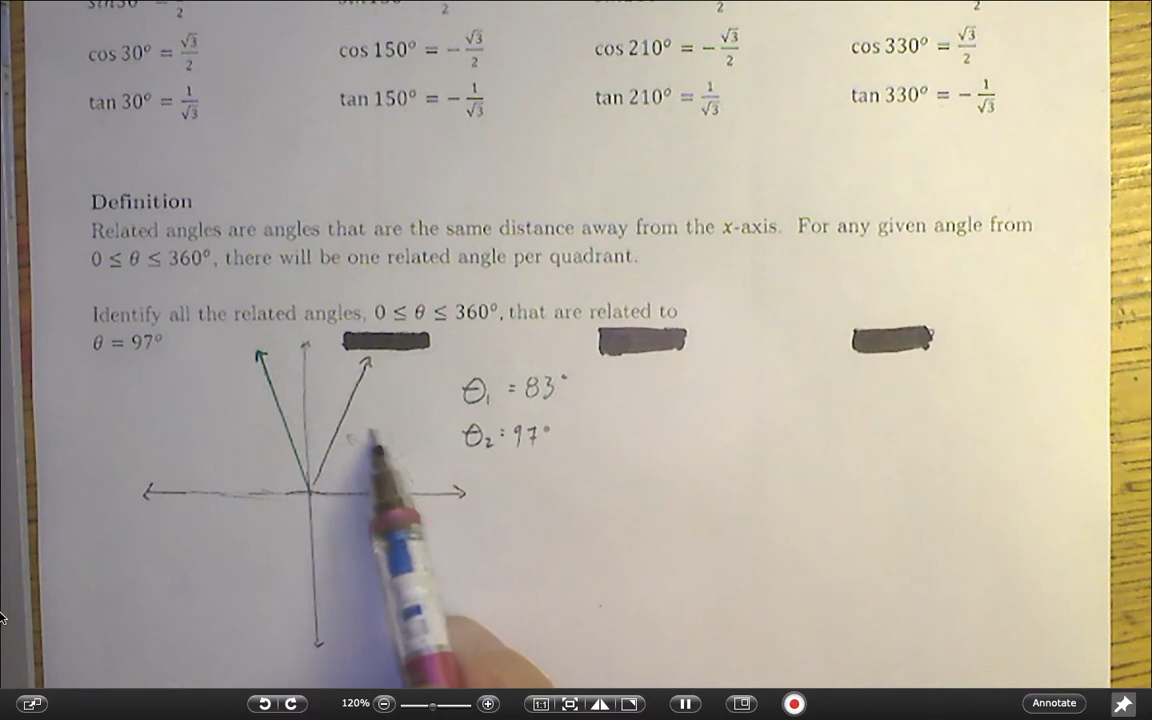 cos 30° = √3/2
cos 150° = −√3/2
cos 210° = −√3/2
cos 330° = √3/2
tan 30° = 1/√3
tan 150° = −1/√3
tan 210° = 1/√3
tan 330° = −1/√3
Definition
Related angles are angles that are the same distance away from the x-axis. For any given angle from
0 ≤ θ ≤ 360°, there will be one related angle per quadrant.
Identify all the related angles, 0 ≤ θ ≤ 360°, that are related to
θ = 97°
θ₁ = 83°
θ₂ = 97°
120%
1:1
Annotate